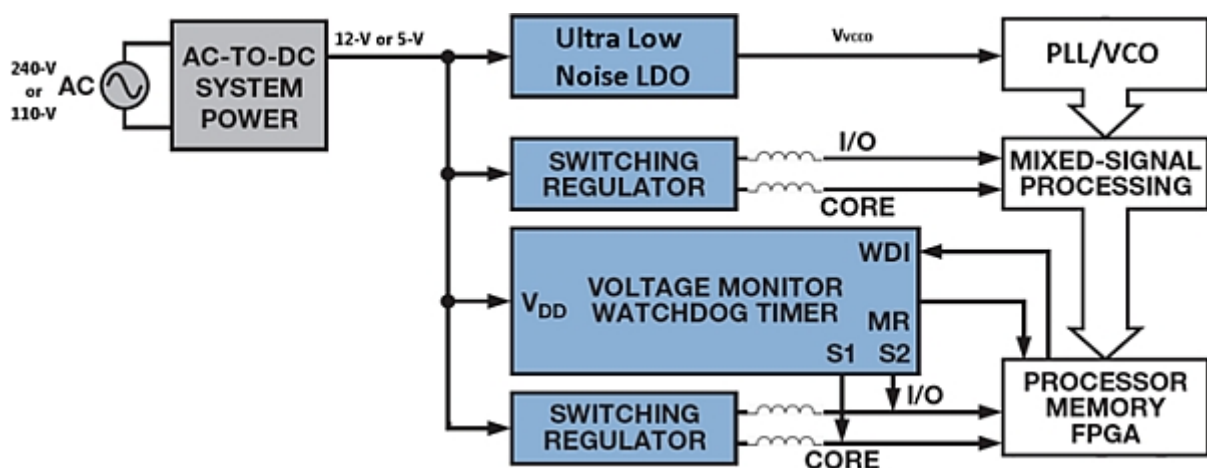 240-V
or
110-V
AC
AC-TO-DC
SYSTEM
POWER
12-V or 5-V
Ultra Low
Noise LDO
VVCCO
PLL/VCO
SWITCHING
REGULATOR
I/O
CORE
MIXED-SIGNAL
PROCESSING
VDD
VOLTAGE MONITOR
WATCHDOG TIMER
WDI
MR
S1 S2
SWITCHING
REGULATOR
I/O
CORE
PROCESSOR
MEMORY
FPGA